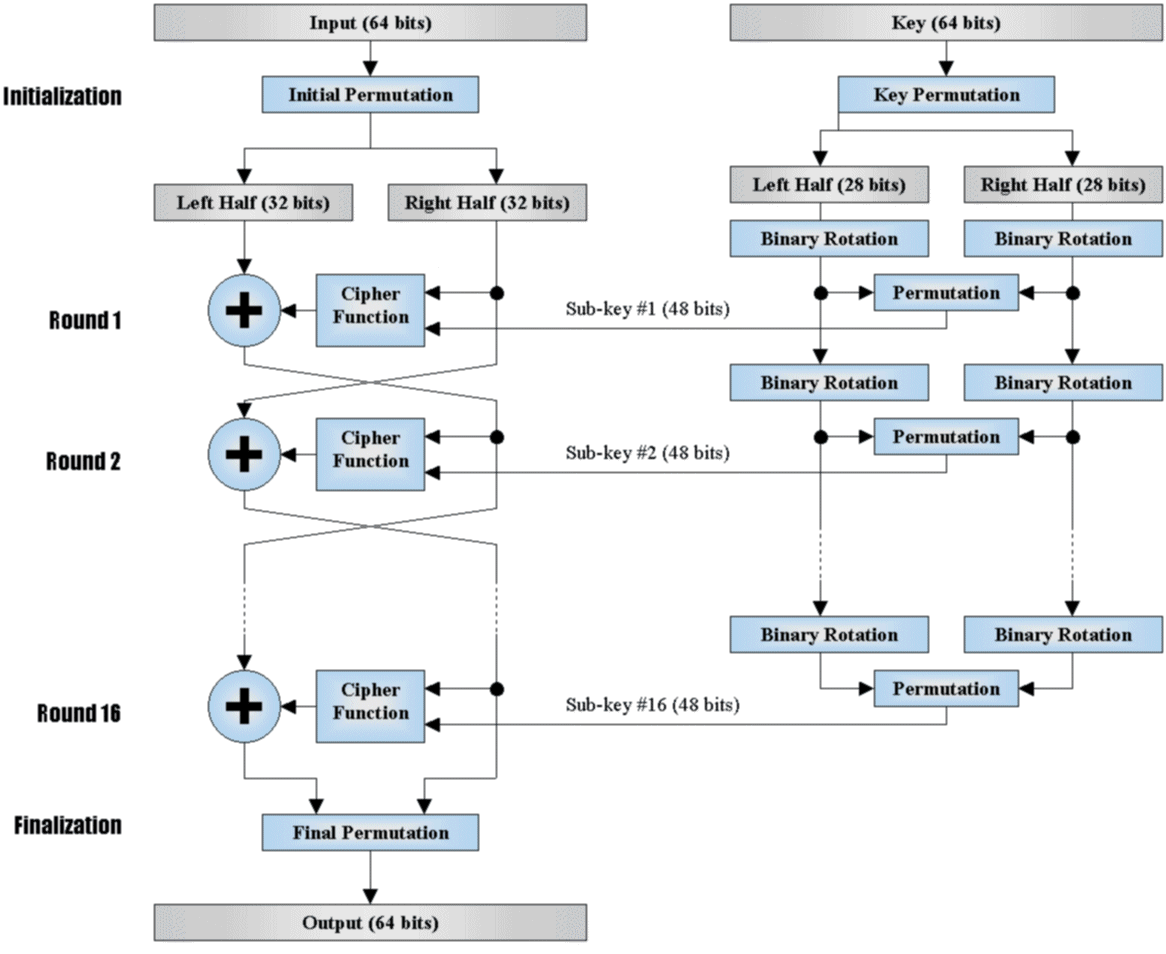 Input (64 bits)
Key (64 bits)
Initialization
Initial Permutation
Key Permutation
Left Half (32 bits)
Right Half (32 bits)
Left Half (28 bits)
Right Half (28 bits)
Binary Rotation
Binary Rotation
Round 1
Cipher
Function
Sub-key #1 (48 bits)
Permutation
Binary Rotation
Binary Rotation
Round 2
Cipher
Function
Sub-key #2 (48 bits)
Permutation
Binary Rotation
Binary Rotation
Round 16
Cipher
Function
Sub-key #16 (48 bits)
Permutation
Finalization
Final Permutation
Output (64 bits)